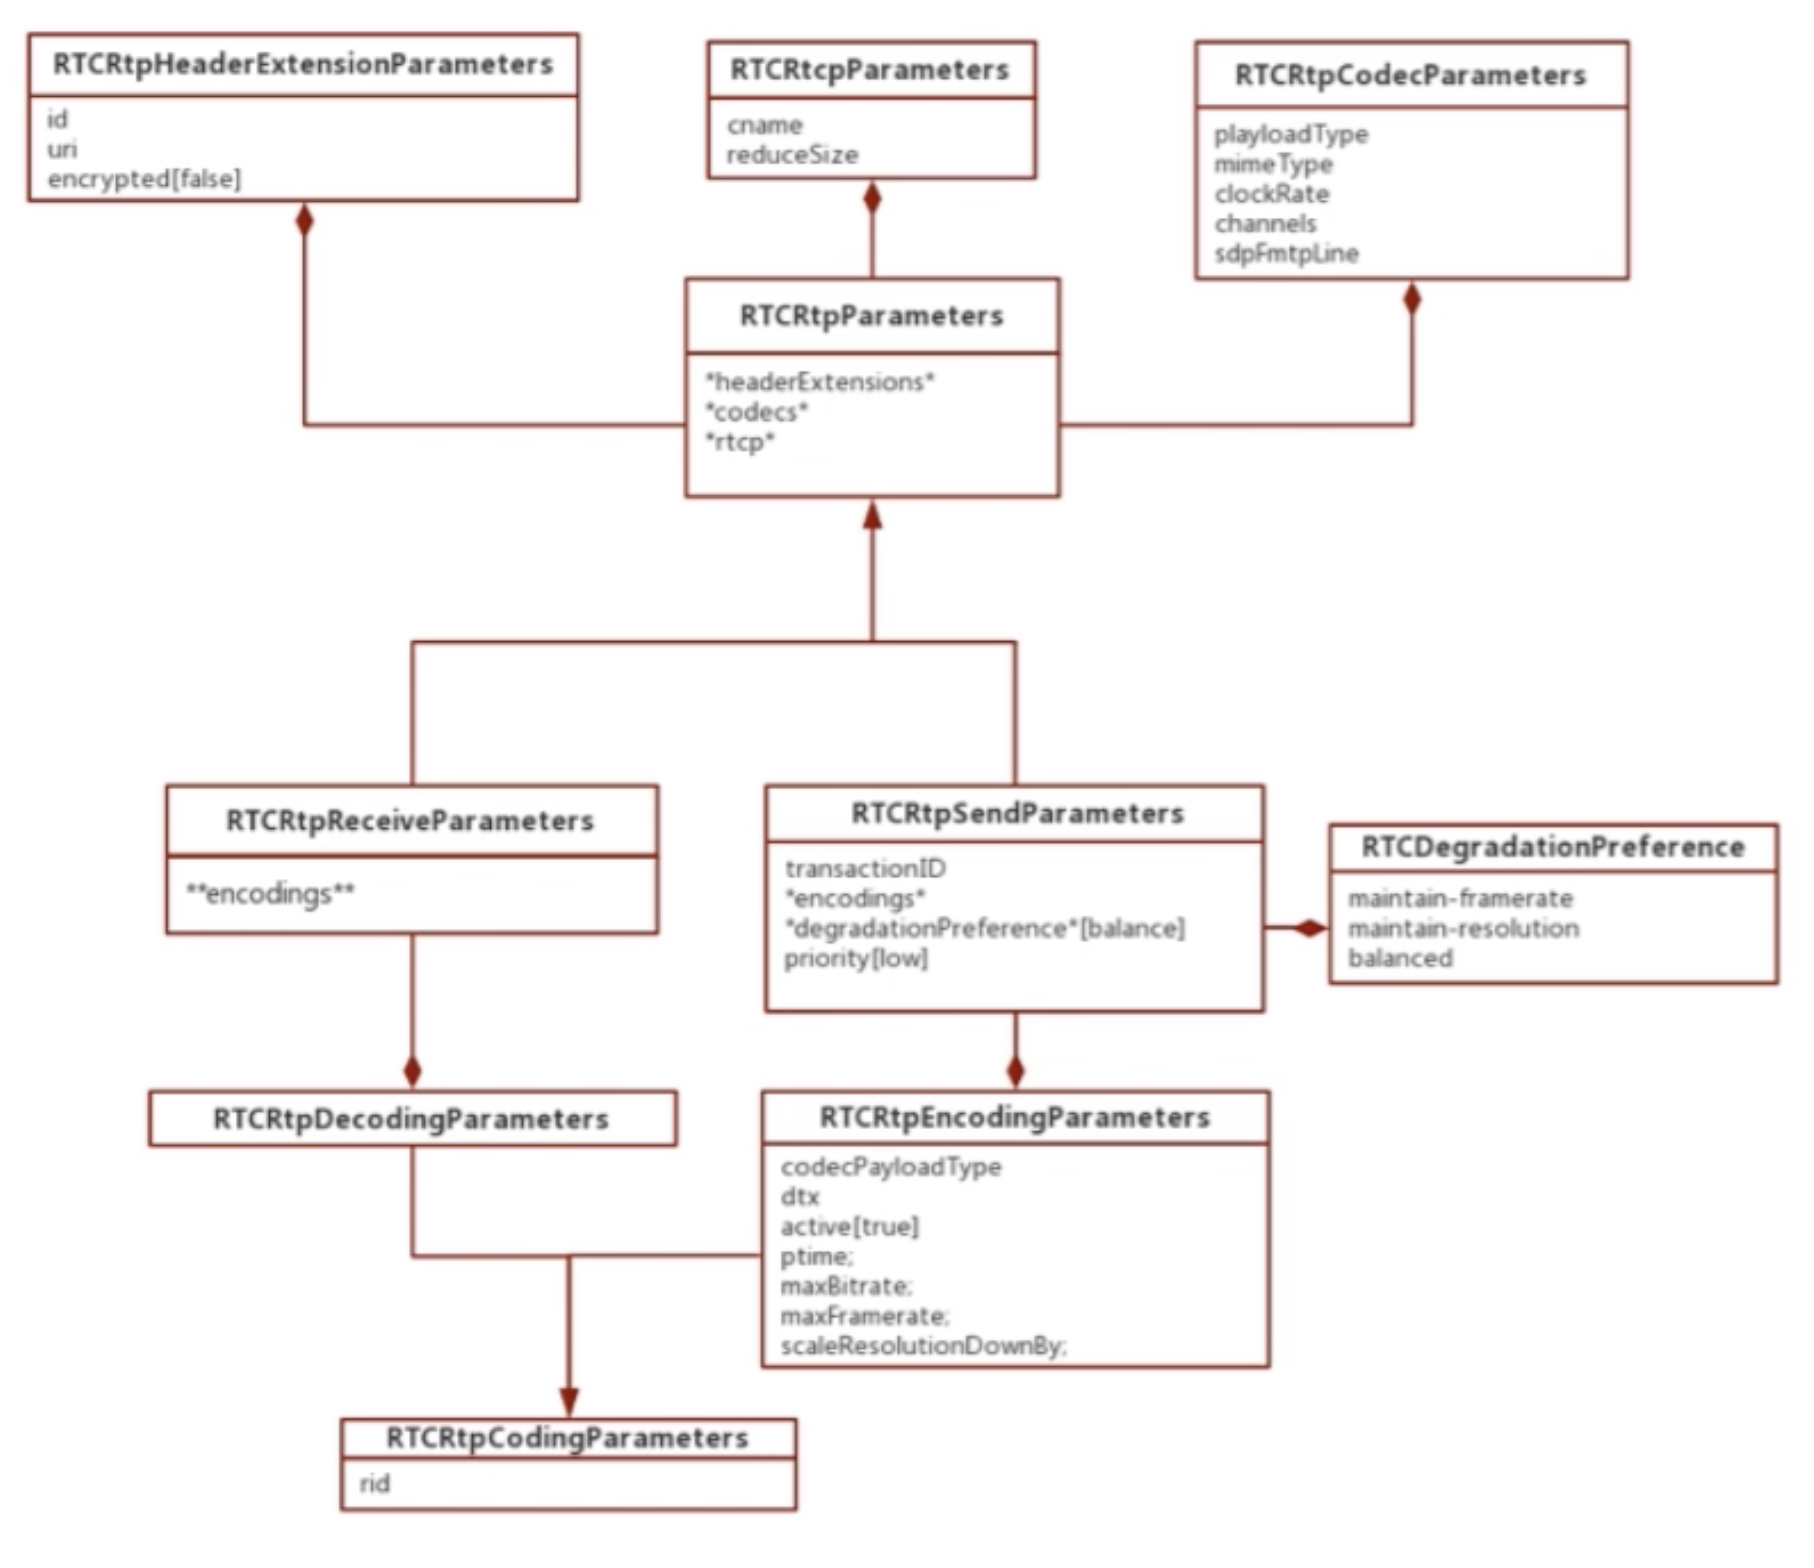 RTCRtpHeaderExtensionParameters
id
uri
encrypted[false]
RTCRtcpParameters
cname
reduceSize
RTCRtpCodecParameters
playloadType
mimeType
clockRate
channels
sdpFmtpLine
RTCRtpParameters
*headerExtensions*
*codecs*
*rtcp*
RTCRtpReceiveParameters
**encodings**
RTCRtpSendParameters
transactionID
*encodings*
*degradationPreference*[balance]
priority[low]
RTCDegradationPreference
maintain-framerate
maintain-resolution
balanced
RTCRtpDecodingParameters
RTCRtpEncodingParameters
codecPayloadType
dtx
active[true]
ptime;
maxBitrate;
maxFramerate;
scaleResolutionDownBy;
RTCRtpCodingParameters
rid